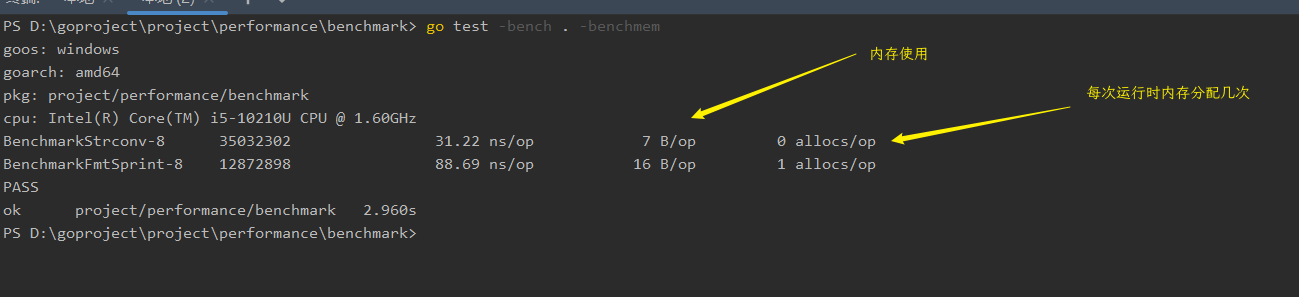 PS D:\goproject\project\performance\benchmark> go test -bench . -benchmem
goos: windows
内存使用
goarch: amd64
每次运行时内存分配几次
pkg: project/performance/benchmark
cpu: Intel(R) Core(TM) i5-10210U CPU @ 1.60GHz
BenchmarkStrconv-8 35032302 31.22 ns/op 7 B/op 0 allocs/op
BenchmarkFmtSprint-8 12872898 88.69 ns/op 16 B/op 1 allocs/op
PASS
ok project/performance/benchmark 2.960s
PS D:\goproject\project\performance\benchmark>